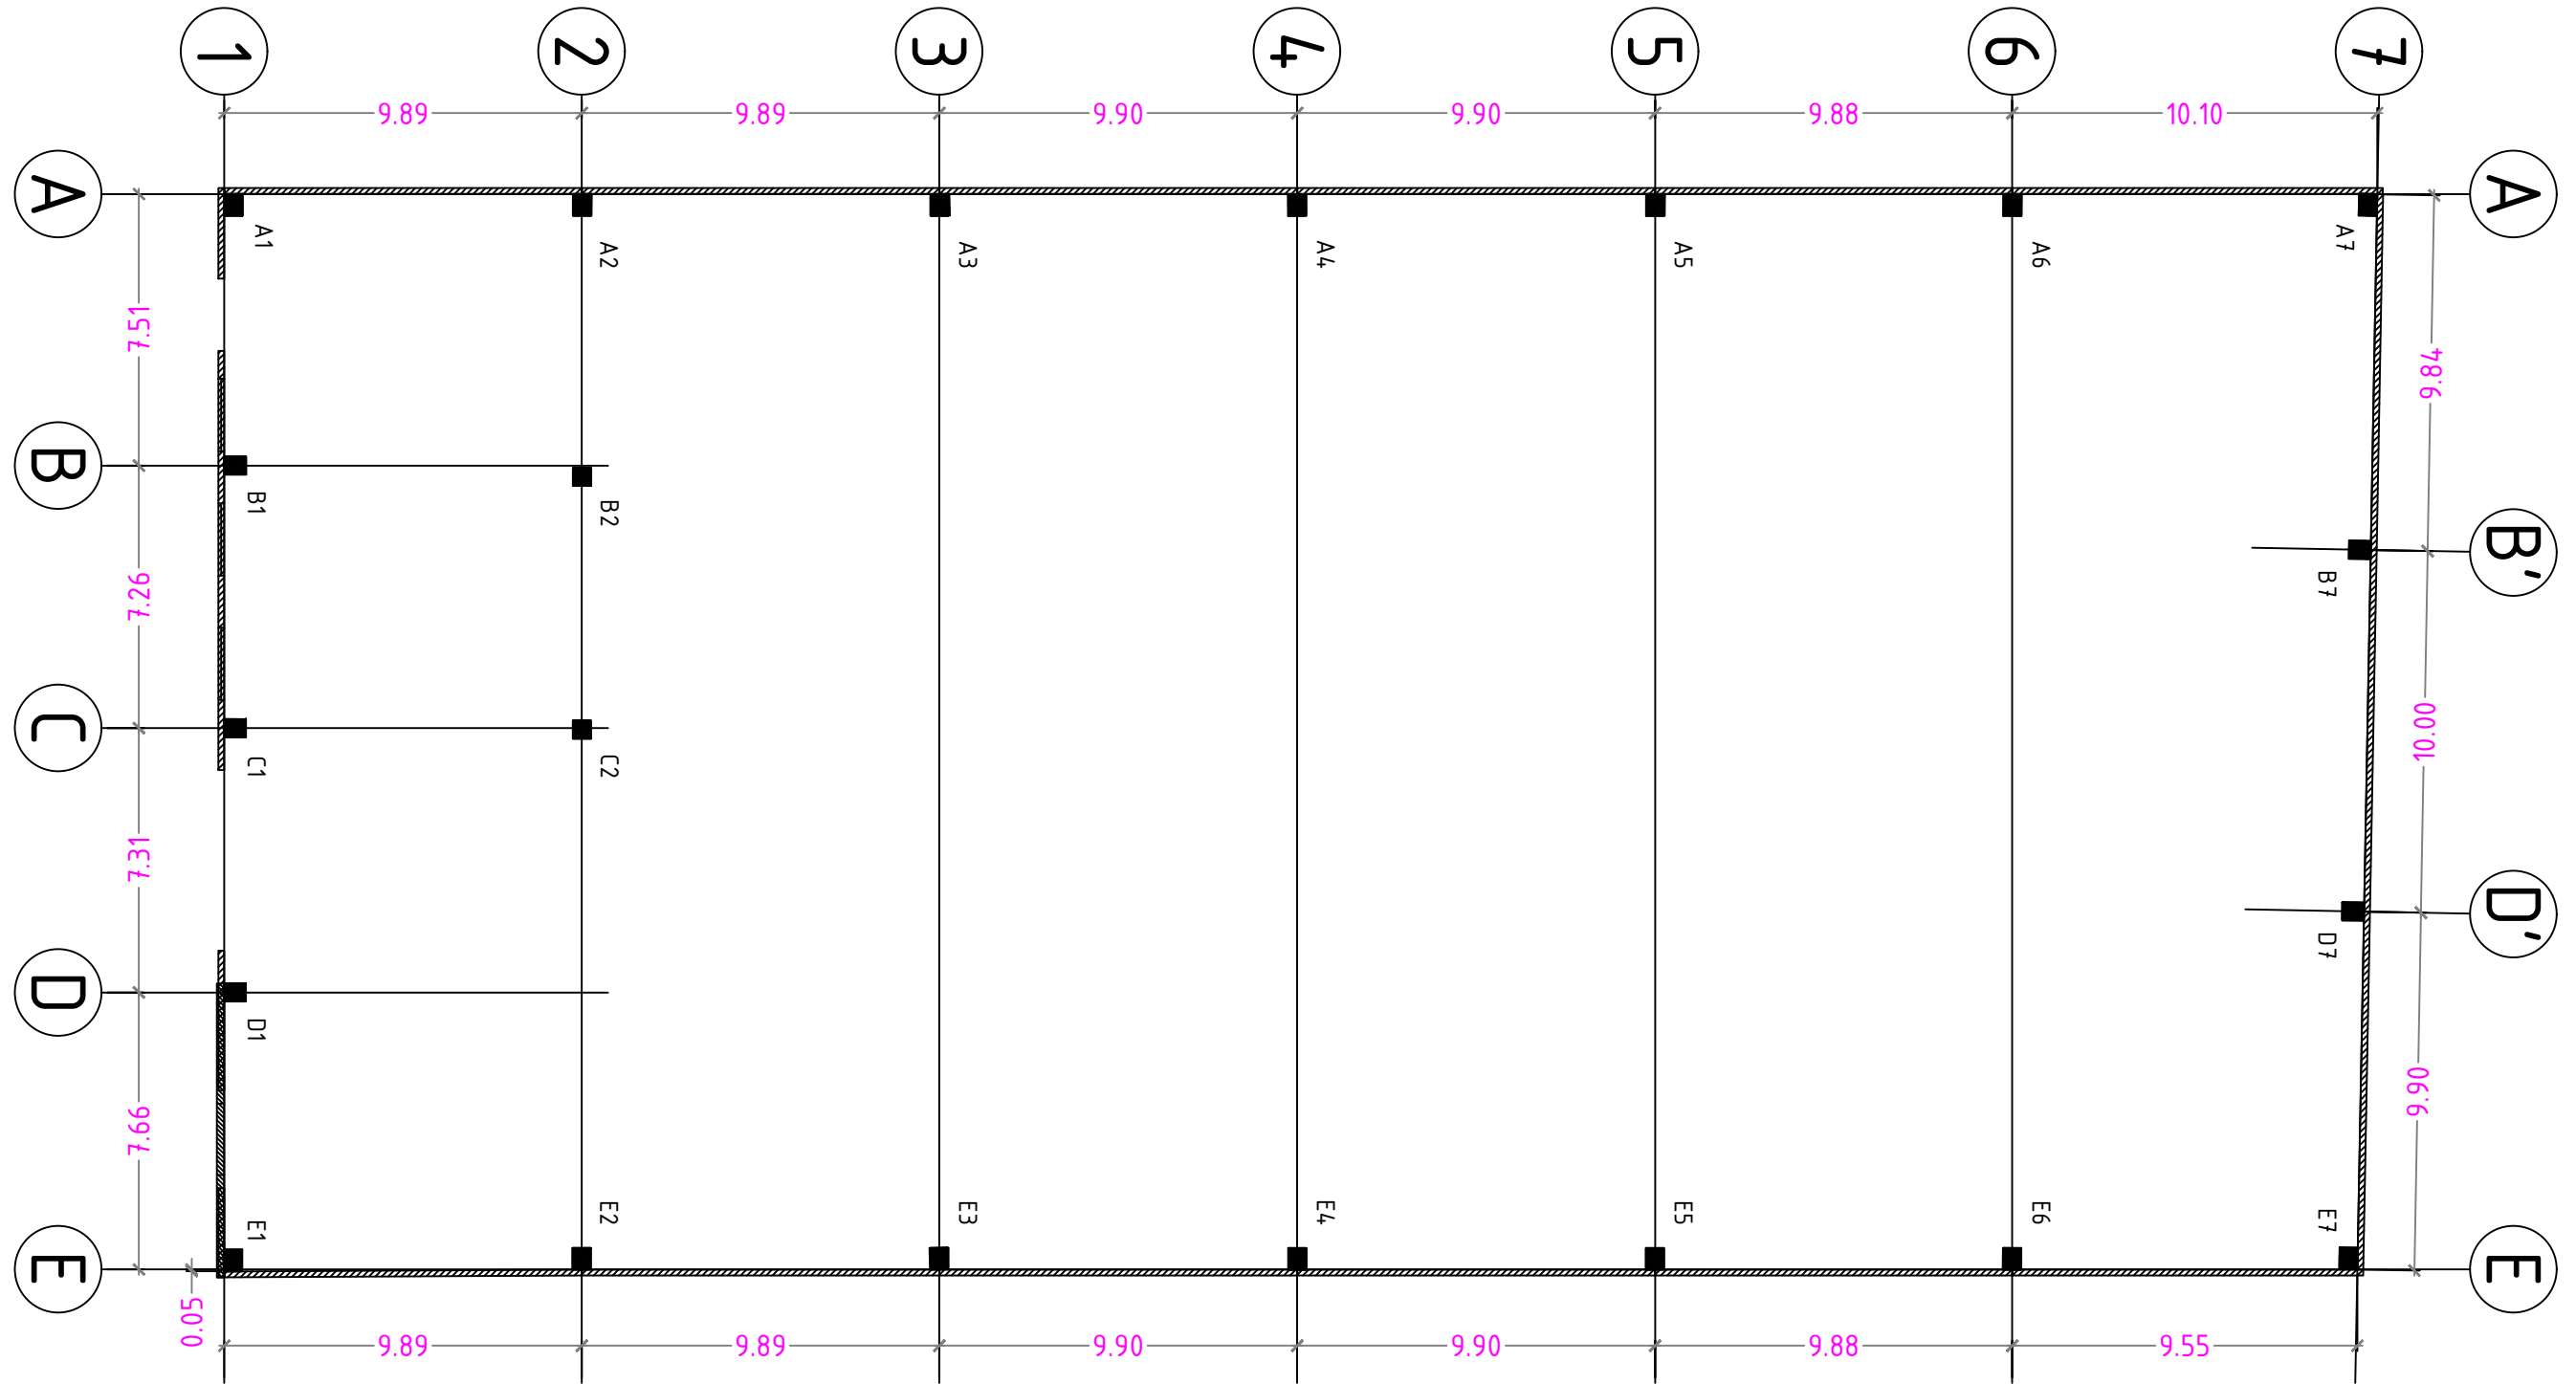 1 2 3 4 5 6 7
9.89 9.89 9.90 9.90 9.88 10.10
A A
A1 A2 A3 A4 A5 A6 A7
7.51 9.84
B B'
B1 B2 B7
7.26 10.00
C
C1 C2
7.31
D D'
D1 D7
7.66 9.90
E1 E2 E3 E4 E5 E6 E7
E E
0.05
9.89 9.89 9.90 9.90 9.88 9.55